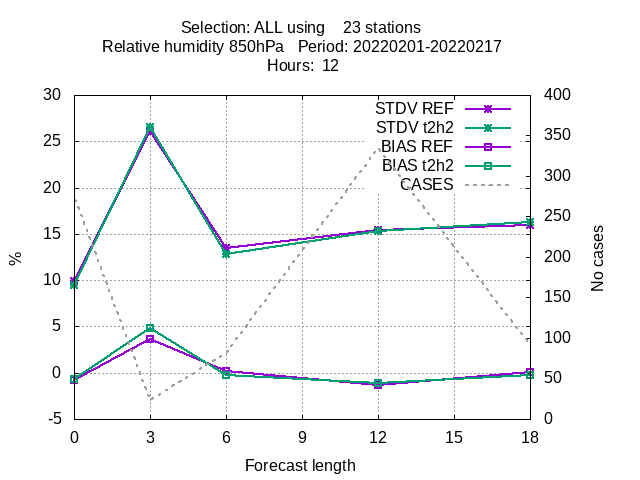 Selection: ALL using    23 stations
Relative humidity 850hPa   Period: 20220201-20220217
Hours:  12
30
25
20
15
10
5
0
-5
%
STDV REF
STDV t2h2
BIAS REF
BIAS t2h2
CASES
400
350
300
250
200
150
100
50
0
No cases
0 3 6 9 12 15 18
Forecast length